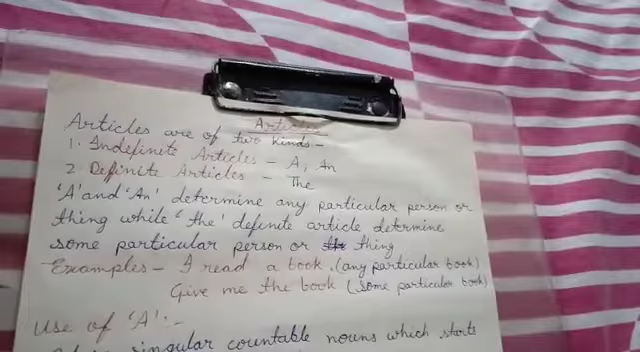 Articles
Articles are of two kinds-
1. Indefinite Articles - A, An
2. Definite Articles - The
'A' and 'An' determine any particular person or
thing while 'the' definite article determine
some particular person or thing
Examples - I read a book. (any particular book)
Give me the book (some particular book)
Use of 'A':-
singular countable nouns which starts